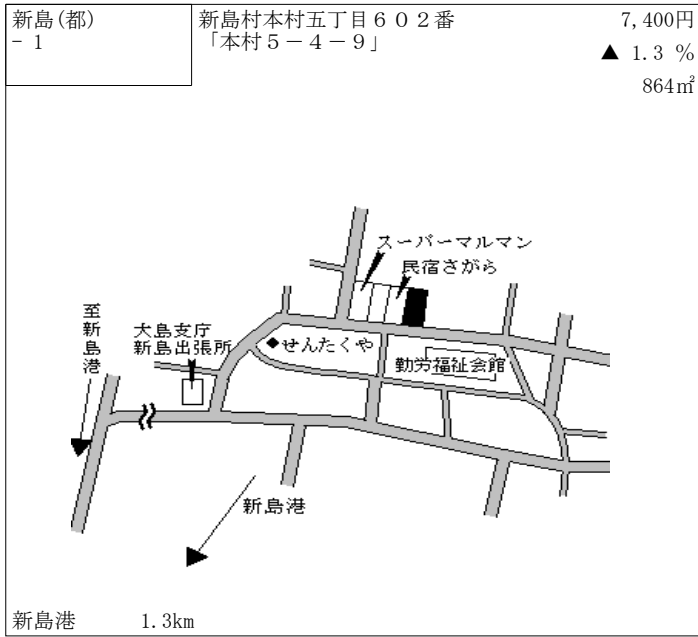 新島(都)
- 1
新島村本村五丁目６０２番
「本村５－４－９」
7,400円
▲ 1.3 %
864㎡
スーパーマルマン
民宿さがら
至新島港
大島支庁
新島出張所
◆せんたくや
勤労福祉会館
新島港
新島港 1.3km